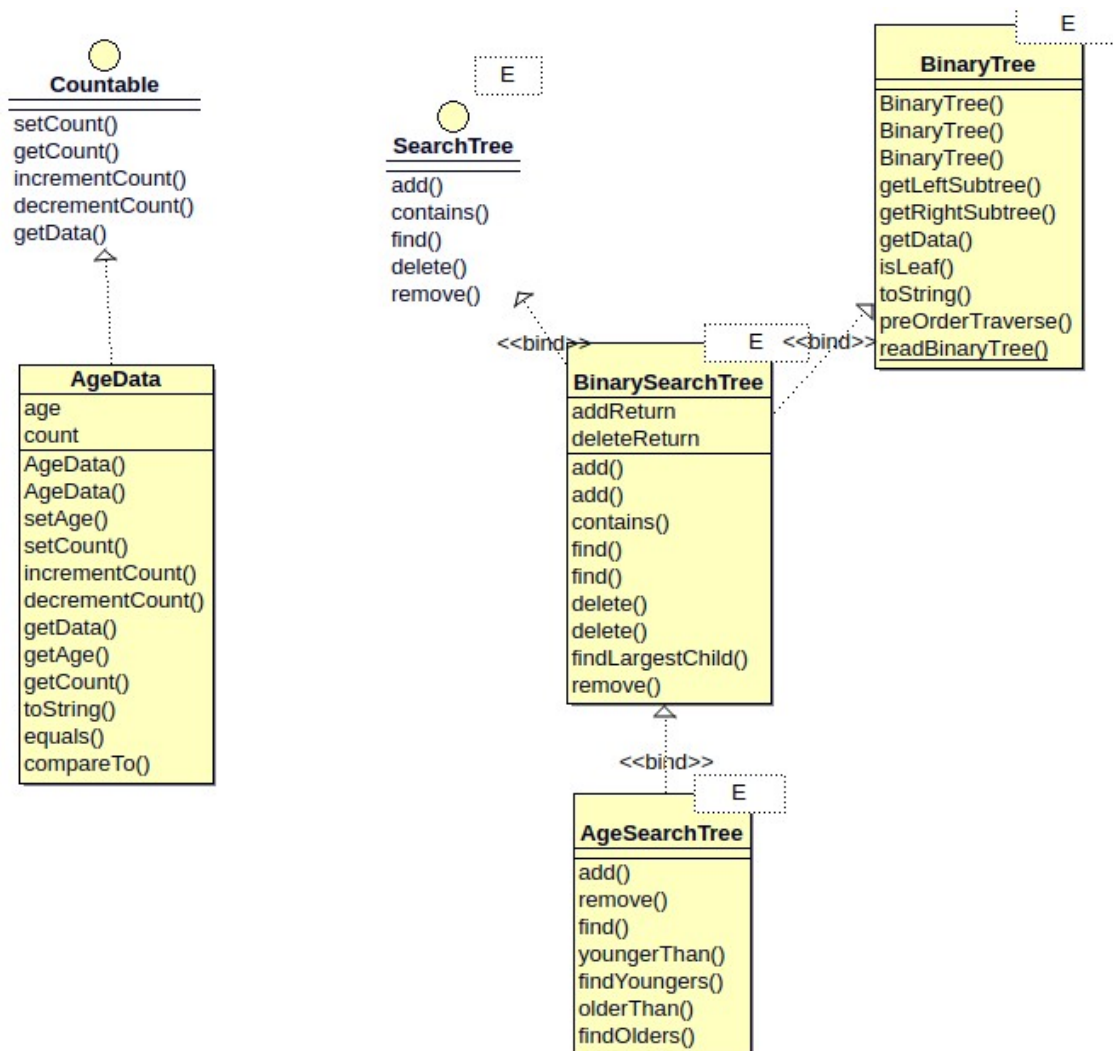 Countable
setCount()
getCount()
incrementCount()
decrementCount()
getData()
AgeData
age
count
AgeData()
AgeData()
setAge()
setCount()
incrementCount()
decrementCount()
getData()
getAge()
getCount()
toString()
equals()
compareTo()
E
SearchTree
add()
contains()
find()
delete()
remove()
E
BinaryTree
BinaryTree()
BinaryTree()
BinaryTree()
getLeftSubtree()
getRightSubtree()
getData()
isLeaf()
toString()
preOrderTraverse()
readBinaryTree()
<<bind>>
<<bind>>
E
BinarySearchTree
addReturn
deleteReturn
add()
add()
contains()
find()
find()
delete()
delete()
findLargestChild()
remove()
<<bind>>
E
AgeSearchTree
add()
remove()
find()
youngerThan()
findYoungers()
olderThan()
findOlders()